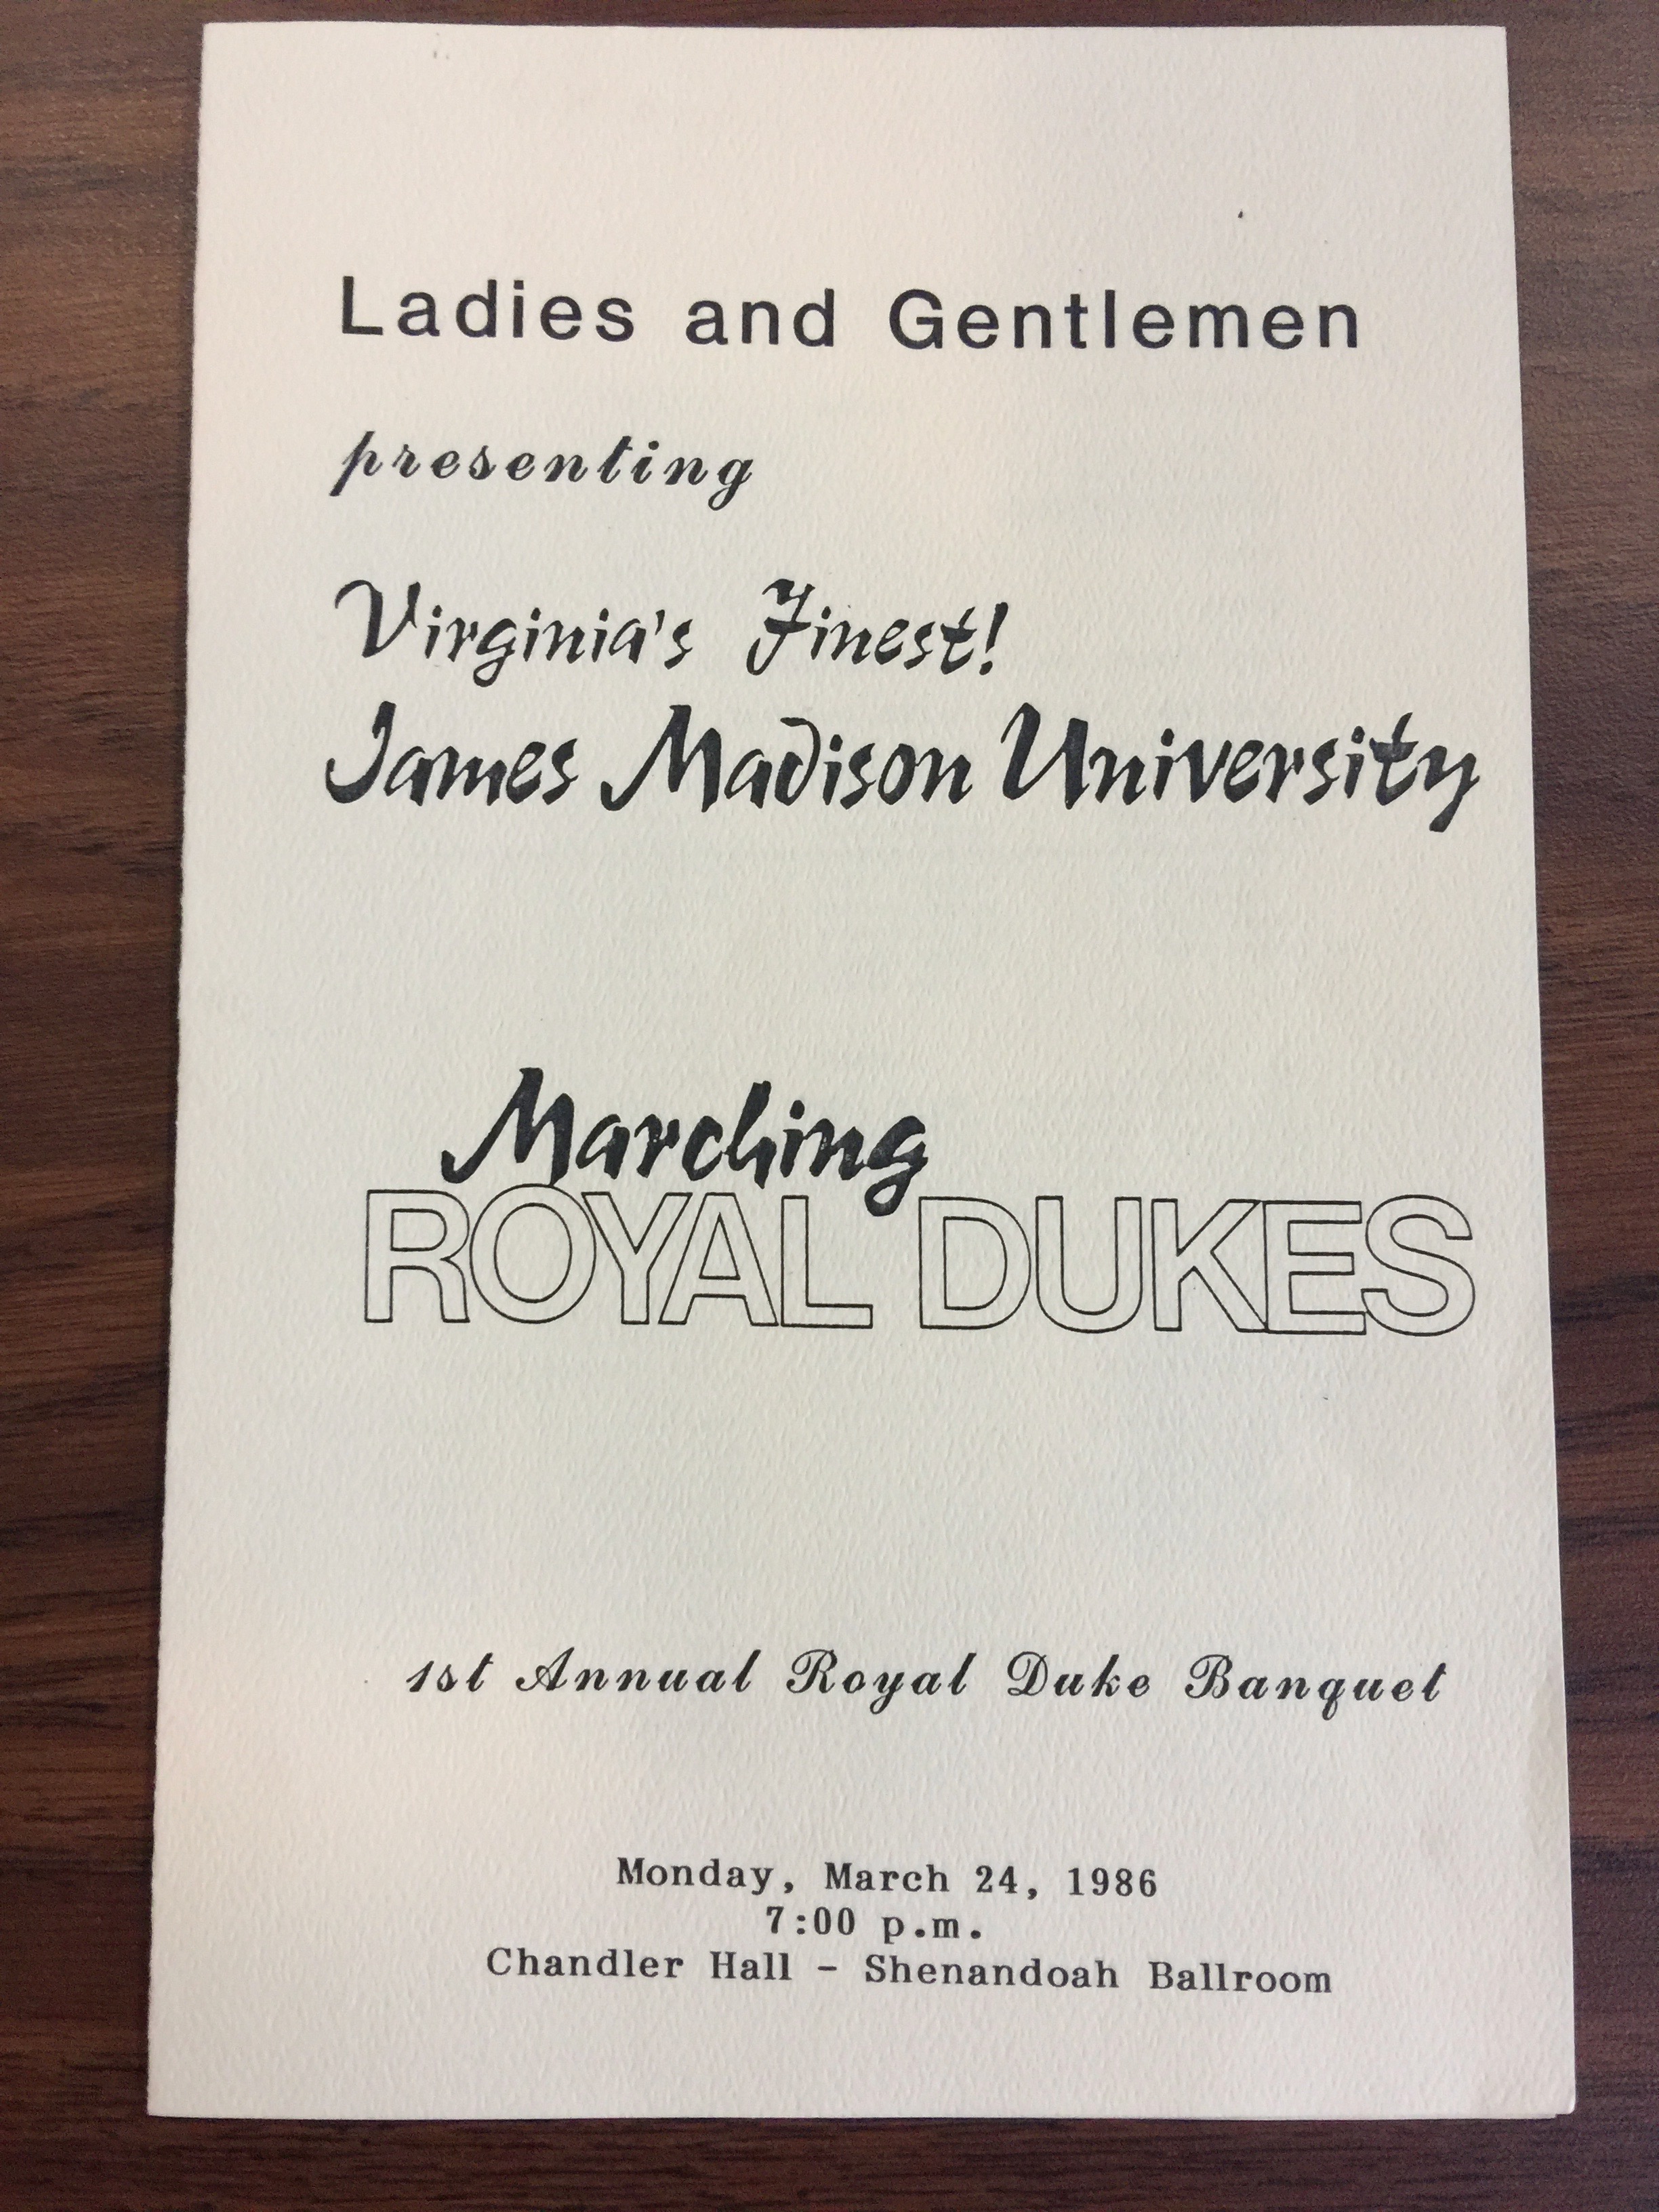 Ladies and Gentlemen
presenting
Virginia's Finest!
James Madison University
Marching
ROYAL DUKES
1st Annual Royal Duke Banquet
Monday, March 24, 1986
7:00 p.m.
Chandler Hall - Shenandoah Ballroom